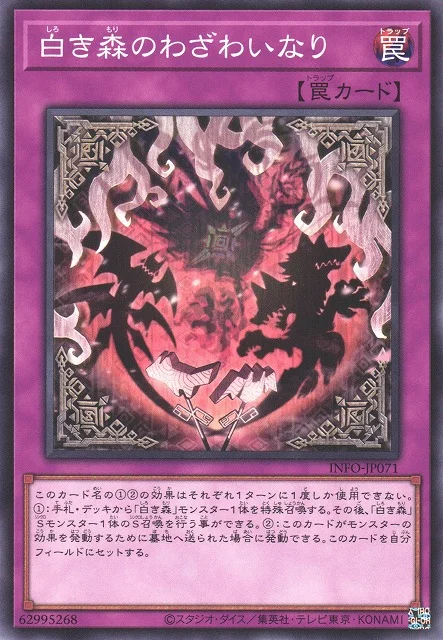 白き森のわざわいなり
罠
【罠カード】
INFO-JP071
このカード名の①②の効果はそれぞれ1ターンに1度しか使用できない。
①:手札・デッキから「白き森」モンスター1体を特殊召喚する。その後、「白き森」
Sモンスター1体のS召喚を行う事ができる。②:このカードがモンスターの
効果を発動するために墓地へ送られた場合に発動できる。このカードを自分
フィールドにセットする。
62995268
©スタジオ・ダイス/集英社・テレビ東京・KONAMI